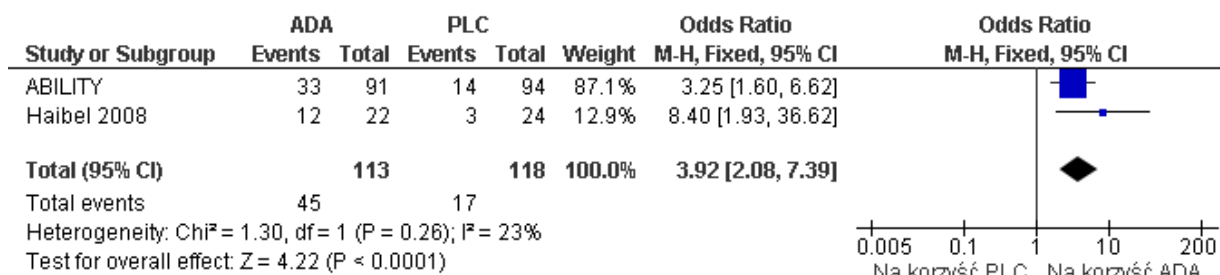 ADA PLC Odds Ratio Odds Ratio
Study or Subgroup Events Total Events Total Weight M-H, Fixed, 95% CI M-H, Fixed, 95% CI
ABILITY 33 91 14 94 87.1% 3.25 [1.60, 6.62]
Haibel 2008 12 22 3 24 12.9% 8.40 [1.93, 36.62]
Total (95% CI) 113 118 100.0% 3.92 [2.08, 7.39]
Total events 45 17
Heterogeneity: Chi² = 1.30, df = 1 (P = 0.26); I² = 23%
Test for overall effect: Z = 4.22 (P < 0.0001)
0.005 0.1 1 10 200
Na korzyść PLC Na korzyść ADA